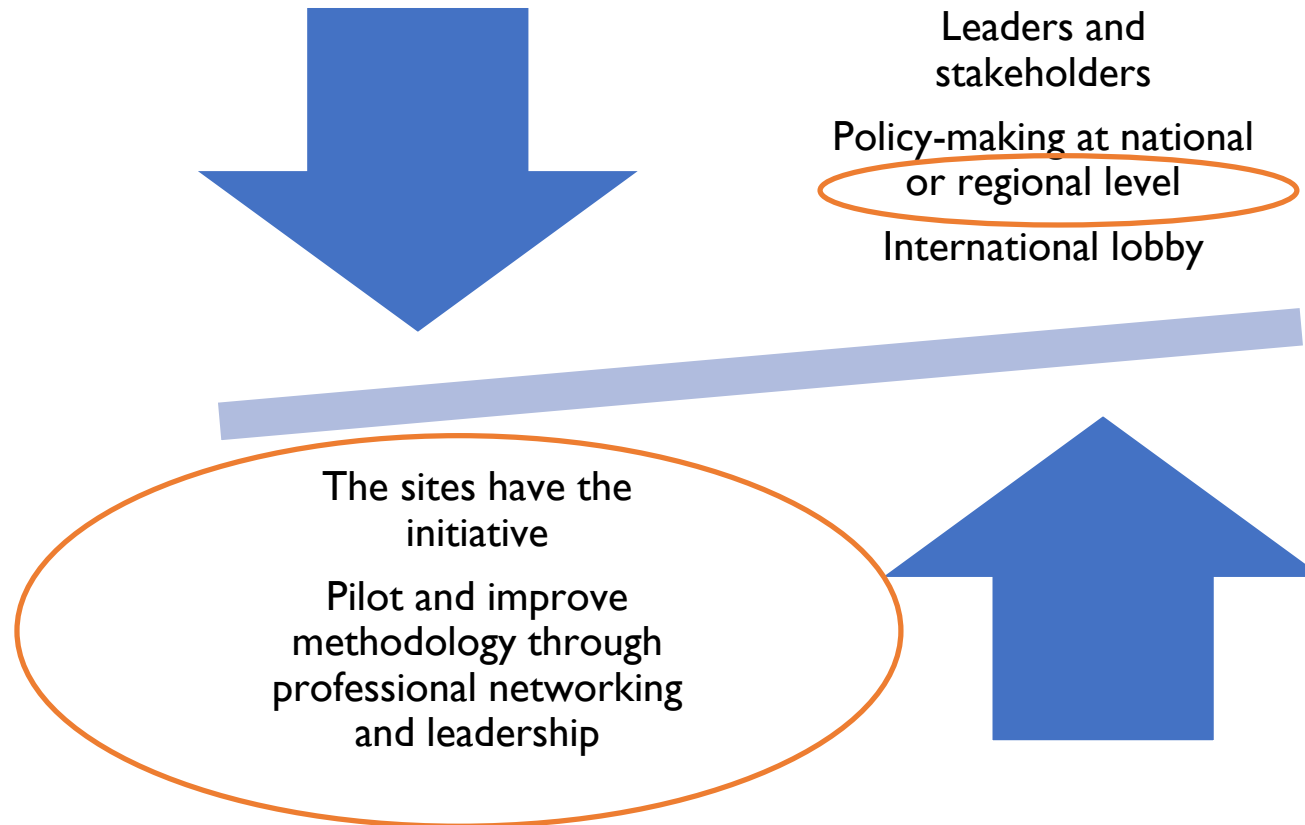 Leaders and
stakeholders
Policy-making at national
or regional level
International lobby
The sites have the
initiative
Pilot and improve
methodology through
professional networking
and leadership